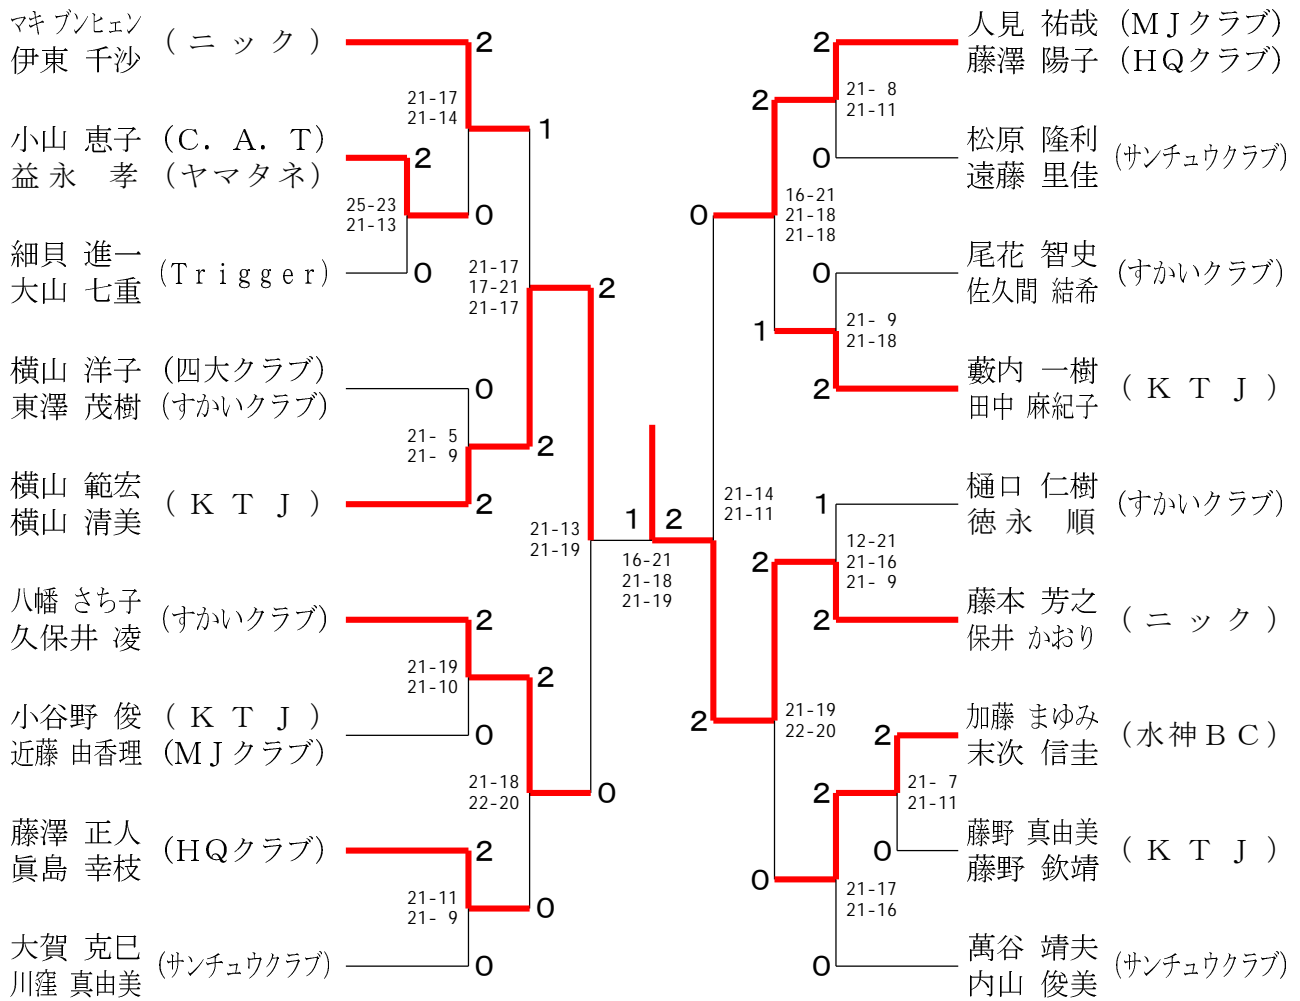 マキ ブンヒェン
伊東 千沙
(ニック)
2
21-17
21-14
1
小山 恵子 (C. A. T)
益永 孝 (ヤマタネ)
2
25-23
21-13
0
細貝 進一
大山 七重
(Trigger)
0
21-17
17-21
21-17
2
横山 洋子 (四大クラブ)
東澤 茂樹 (すかいクラブ)
0
21- 5
21- 9
2
横山 範宏
横山 清美
(KTJ)
2
21-13
21-19
八幡 さち子
久保井 凌
(すかいクラブ)
2
21-19
21-10
2
小谷野 俊 (KTJ)
近藤 由香理 (MJクラブ)
0
21-18
22-20
0
藤澤 正人
眞島 幸枝
(HQクラブ)
2
21-11
21- 9
0
大賀 克巳
川窪 真由美
(サンチュウクラブ)
0
1
2
16-21
21-18
21-19
人見 祐哉 (MJクラブ)
藤澤 陽子 (HQクラブ)
2
21- 8
21-11
2
松原 隆利
遠藤 里佳
(サンチュウクラブ)
0
16-21
21-18
21-18
0
尾花 智史
佐久間 結希
(すかいクラブ)
0
21- 9
21-18
1
藪内 一樹
田中 麻紀子
(KTJ)
2
21-14
21-11
樋口 仁樹
徳永 順
(すかいクラブ)
1
12-21
21-16
21- 9
2
藤本 芳之
保井 かおり
(ニック)
2
21-19
22-20
2
加藤 まゆみ
末次 信圭
(水神BC)
2
21- 7
21-11
2
藤野 真由美
藤野 欽靖
(KTJ)
0
21-17
21-16
0
萬谷 靖夫
内山 俊美
(サンチュウクラブ)
0